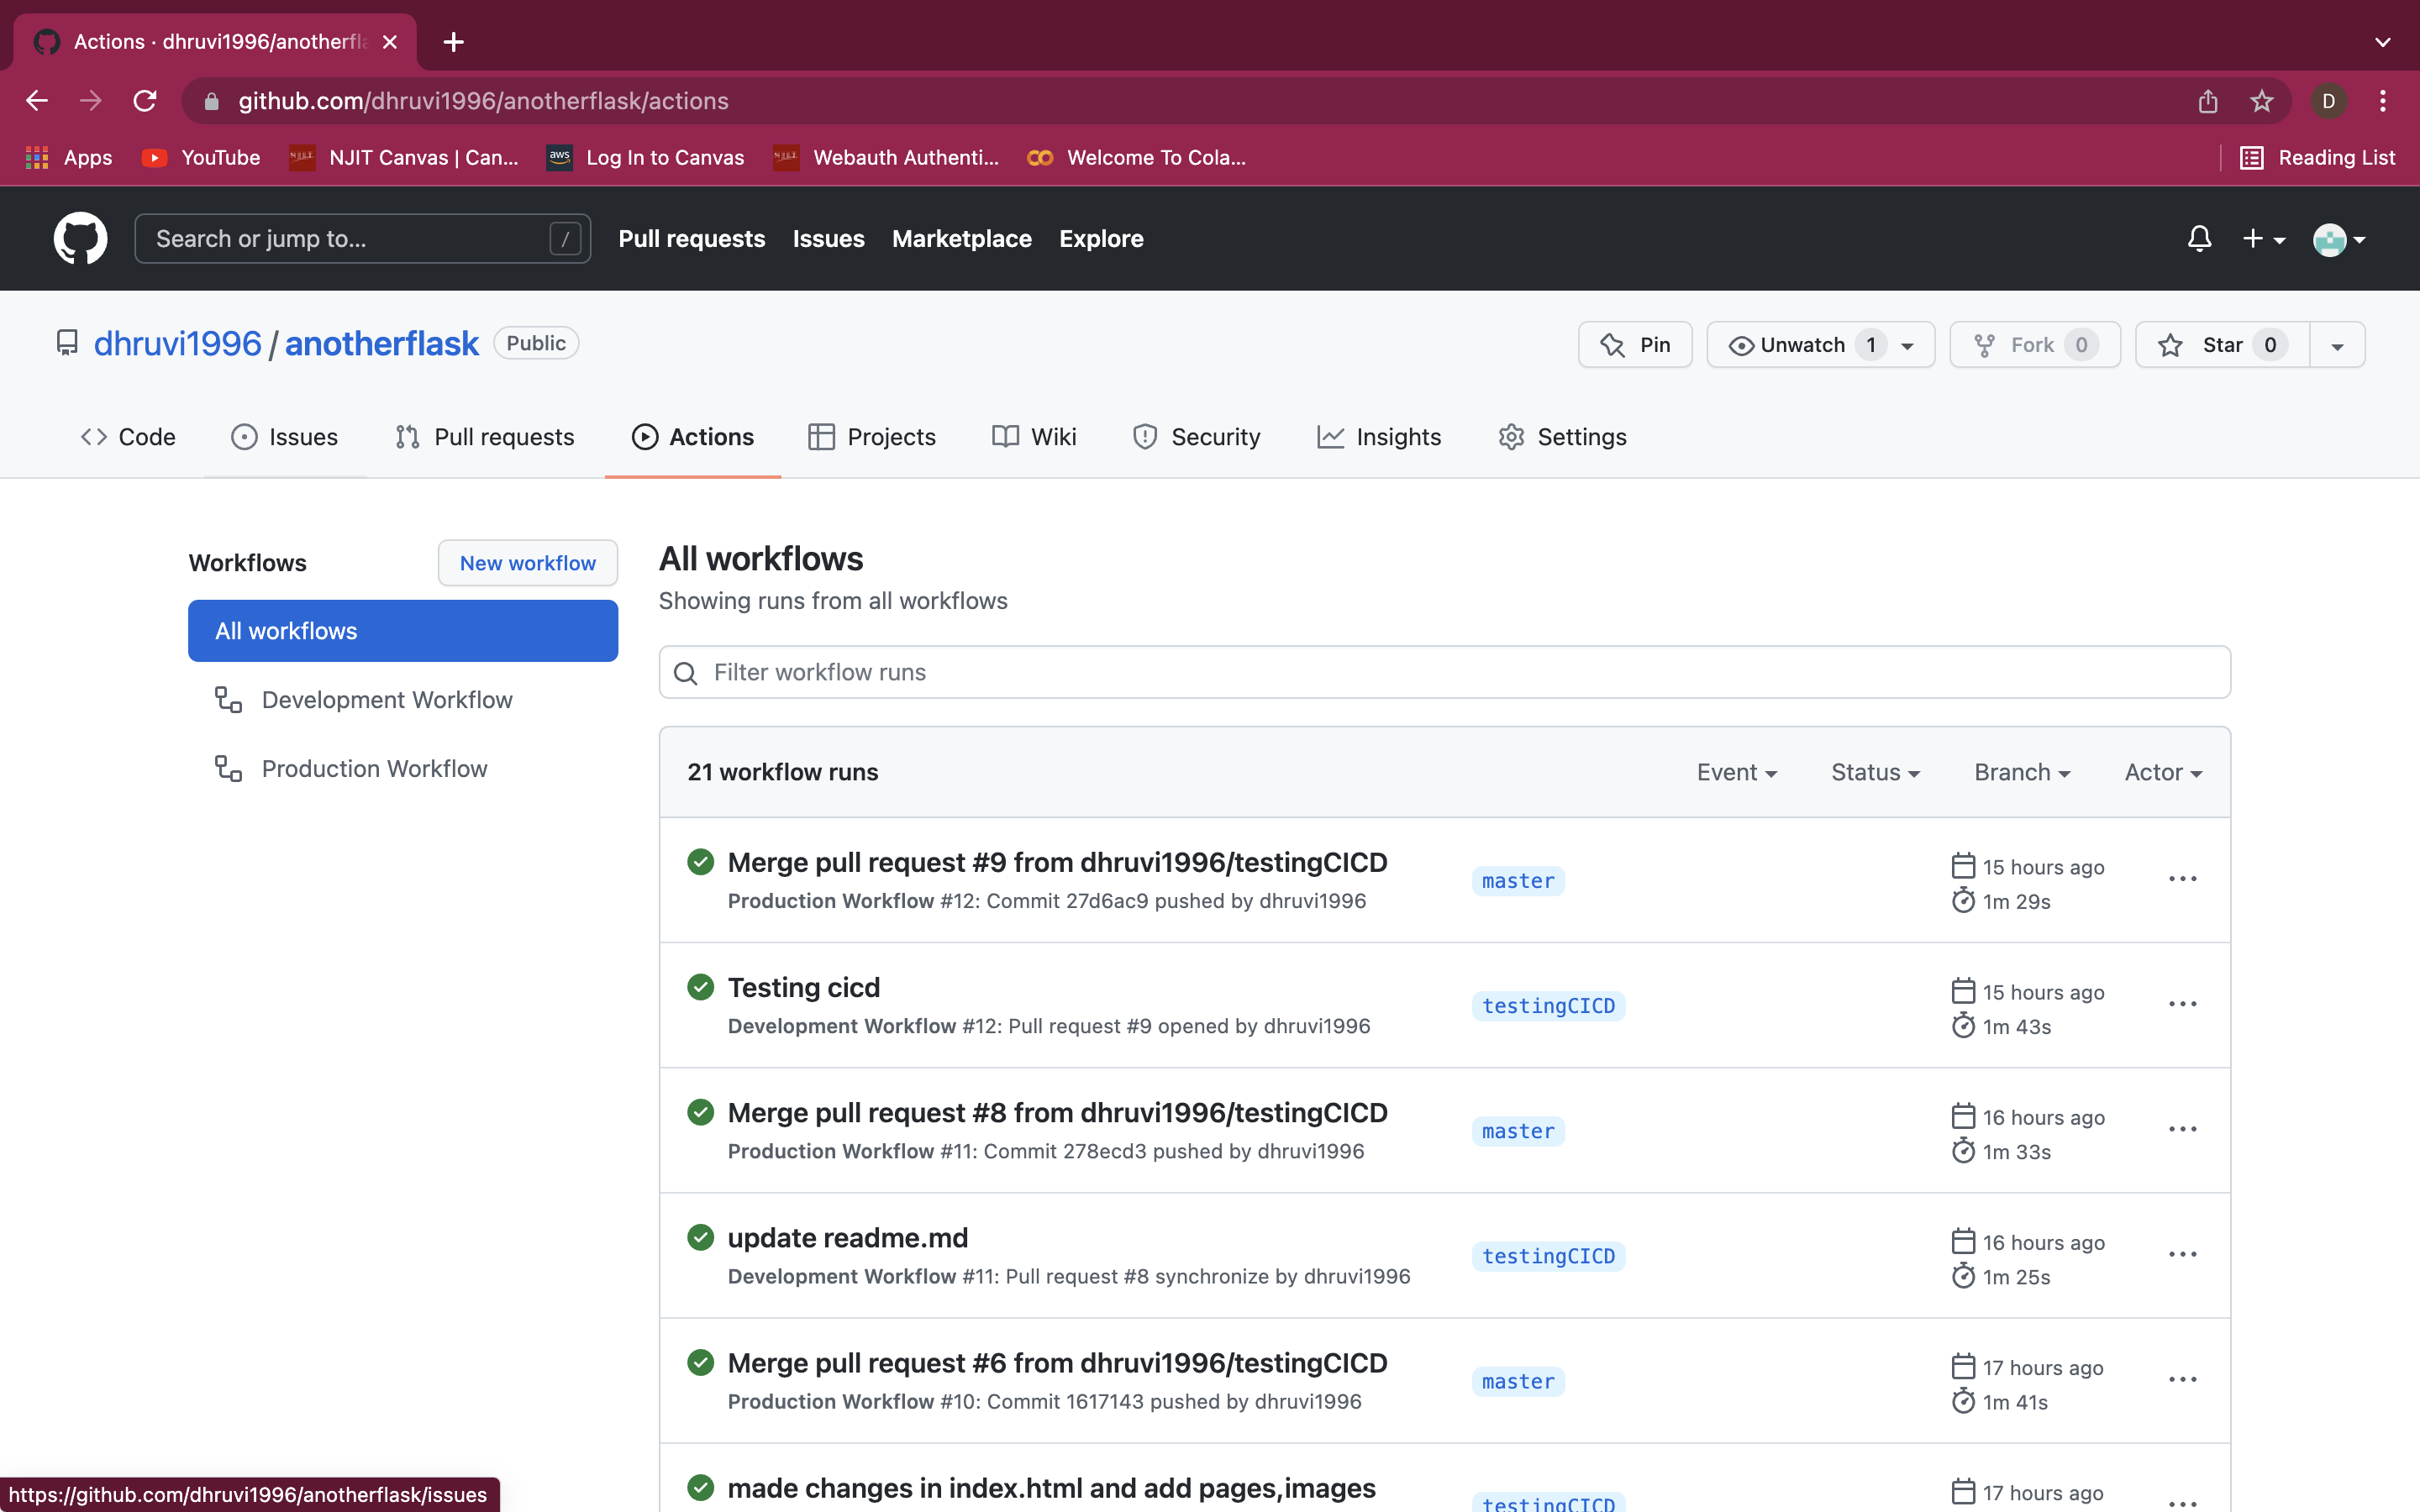 Actions · dhruvi1996/anotherfla
github.com/dhruvi1996/anotherflask/actions
D
Apps
YouTube
NJIT Canvas | Can...
aws
Log In to Canvas
Webauth Authenti...
Welcome To Cola...
Reading List
Search or jump to...
/
Pull requests
Issues
Marketplace
Explore
dhruvi1996 / anotherflask
Public
Pin
Unwatch 1
Fork 0
Star 0
Code
Issues
Pull requests
Actions
Projects
Wiki
Security
Insights
Settings
Workflows
New workflow
All workflows
Development Workflow
Production Workflow
All workflows
Showing runs from all workflows
Filter workflow runs
21 workflow runs
Event
Status
Branch
Actor
Merge pull request #9 from dhruvi1996/testingCICD
Production Workflow #12: Commit 27d6ac9 pushed by dhruvi1996
master
15 hours ago
1m 29s
Testing cicd
Development Workflow #12: Pull request #9 opened by dhruvi1996
testingCICD
15 hours ago
1m 43s
Merge pull request #8 from dhruvi1996/testingCICD
Production Workflow #11: Commit 278ecd3 pushed by dhruvi1996
master
16 hours ago
1m 33s
update readme.md
Development Workflow #11: Pull request #8 synchronize by dhruvi1996
testingCICD
16 hours ago
1m 25s
Merge pull request #6 from dhruvi1996/testingCICD
Production Workflow #10: Commit 1617143 pushed by dhruvi1996
master
17 hours ago
1m 41s
made changes in index.html and add pages,images
testingCICD
17 hours ago
https://github.com/dhruvi1996/anotherflask/issues